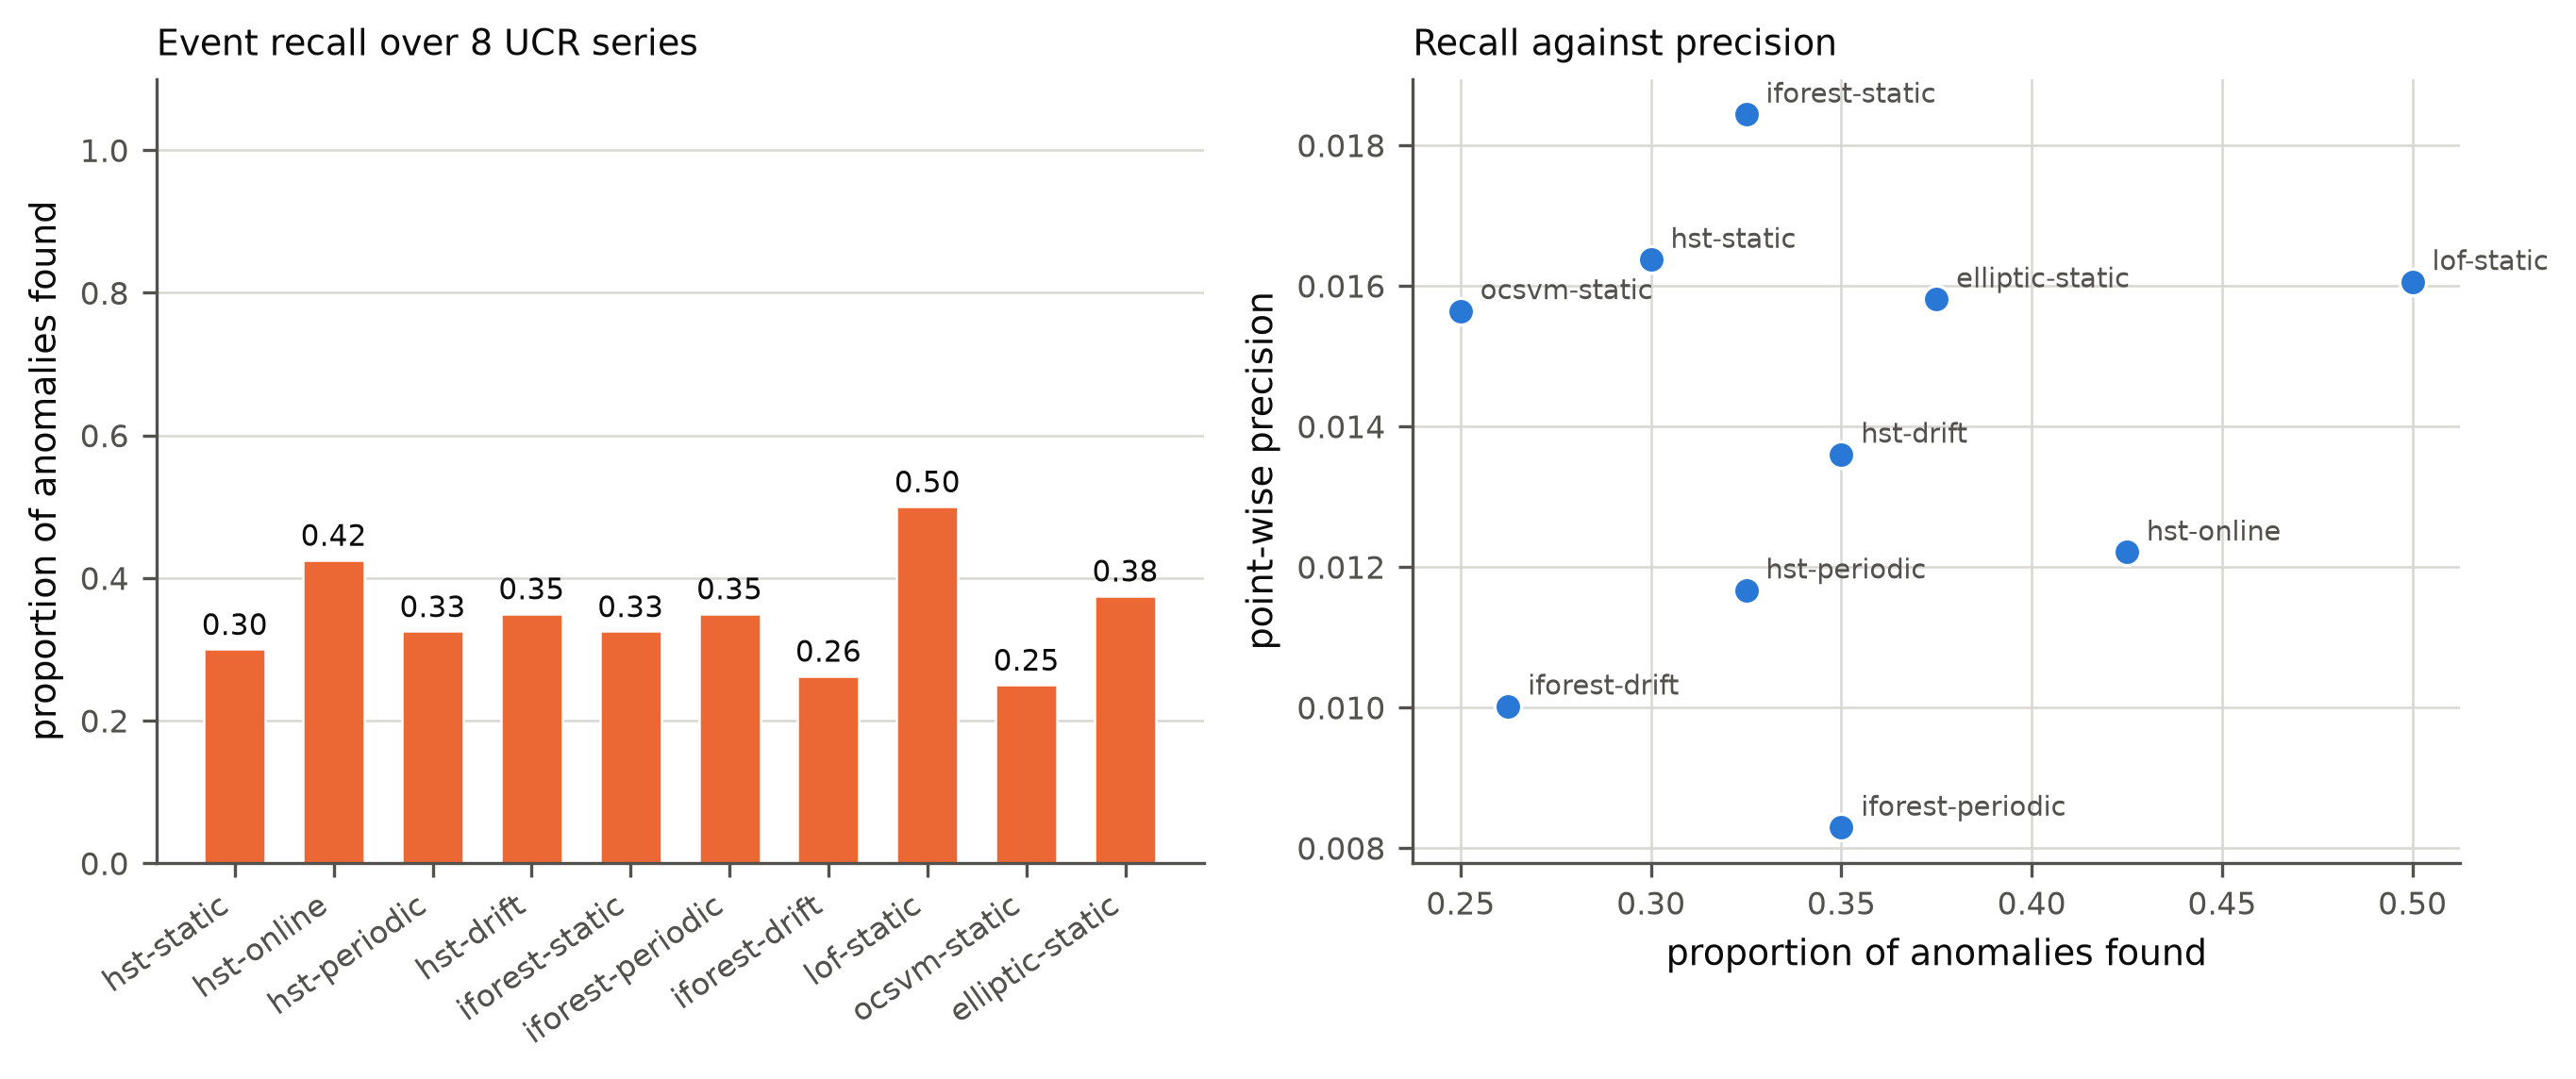 Event recall over 8 UCR series
proportion of anomalies found
1.0
0.8
0.6
0.4
0.2
0.0
0.30
0.42
0.33
0.35
0.33
0.35
0.26
0.50
0.25
0.38
hst-static
hst-online
hst-periodic
hst-drift
iforest-static
iforest-periodic
iforest-drift
lof-static
ocsvm-static
elliptic-static
Recall against precision
point-wise precision
0.018
0.016
0.014
0.012
0.010
0.008
iforest-static
hst-static
lof-static
elliptic-static
ocsvm-static
hst-drift
hst-online
hst-periodic
iforest-drift
iforest-periodic
0.25
0.30
0.35
0.40
0.45
0.50
proportion of anomalies found